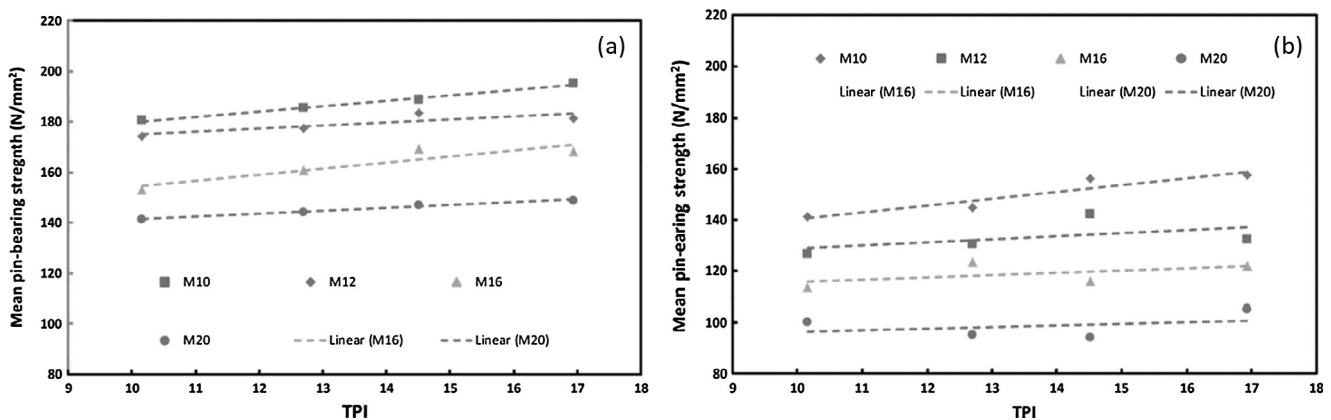 (a)
Mean pin-bearing stregnth (N/mm²)
220
200
180
160
140
120
100
80
M10 M12 M16
M20 Linear (M16) Linear (M20)
9 10 11 12 13 14 15 16 17 18
TPI
(b)
Mean pin-earing strength (N/mm²)
220
200
180
160
140
120
100
80
M10 M12 M16 M20
Linear (M16) Linear (M16) Linear (M20) Linear (M20)
9 10 11 12 13 14 15 16 17 18
TPI